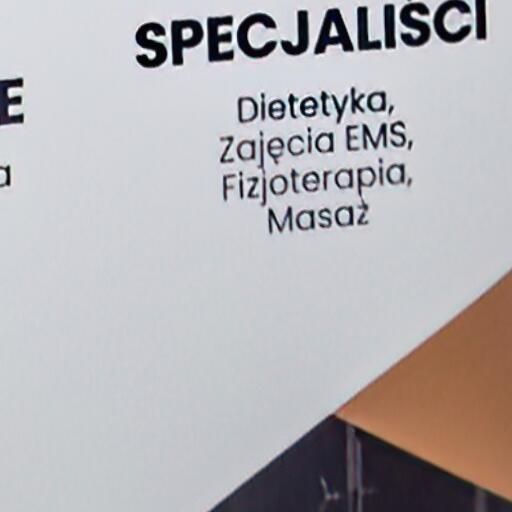 SPECJALIŚCI
Dietetyka,
Zajęcia EMS,
Fizjoterapia,
Masaż
E
a